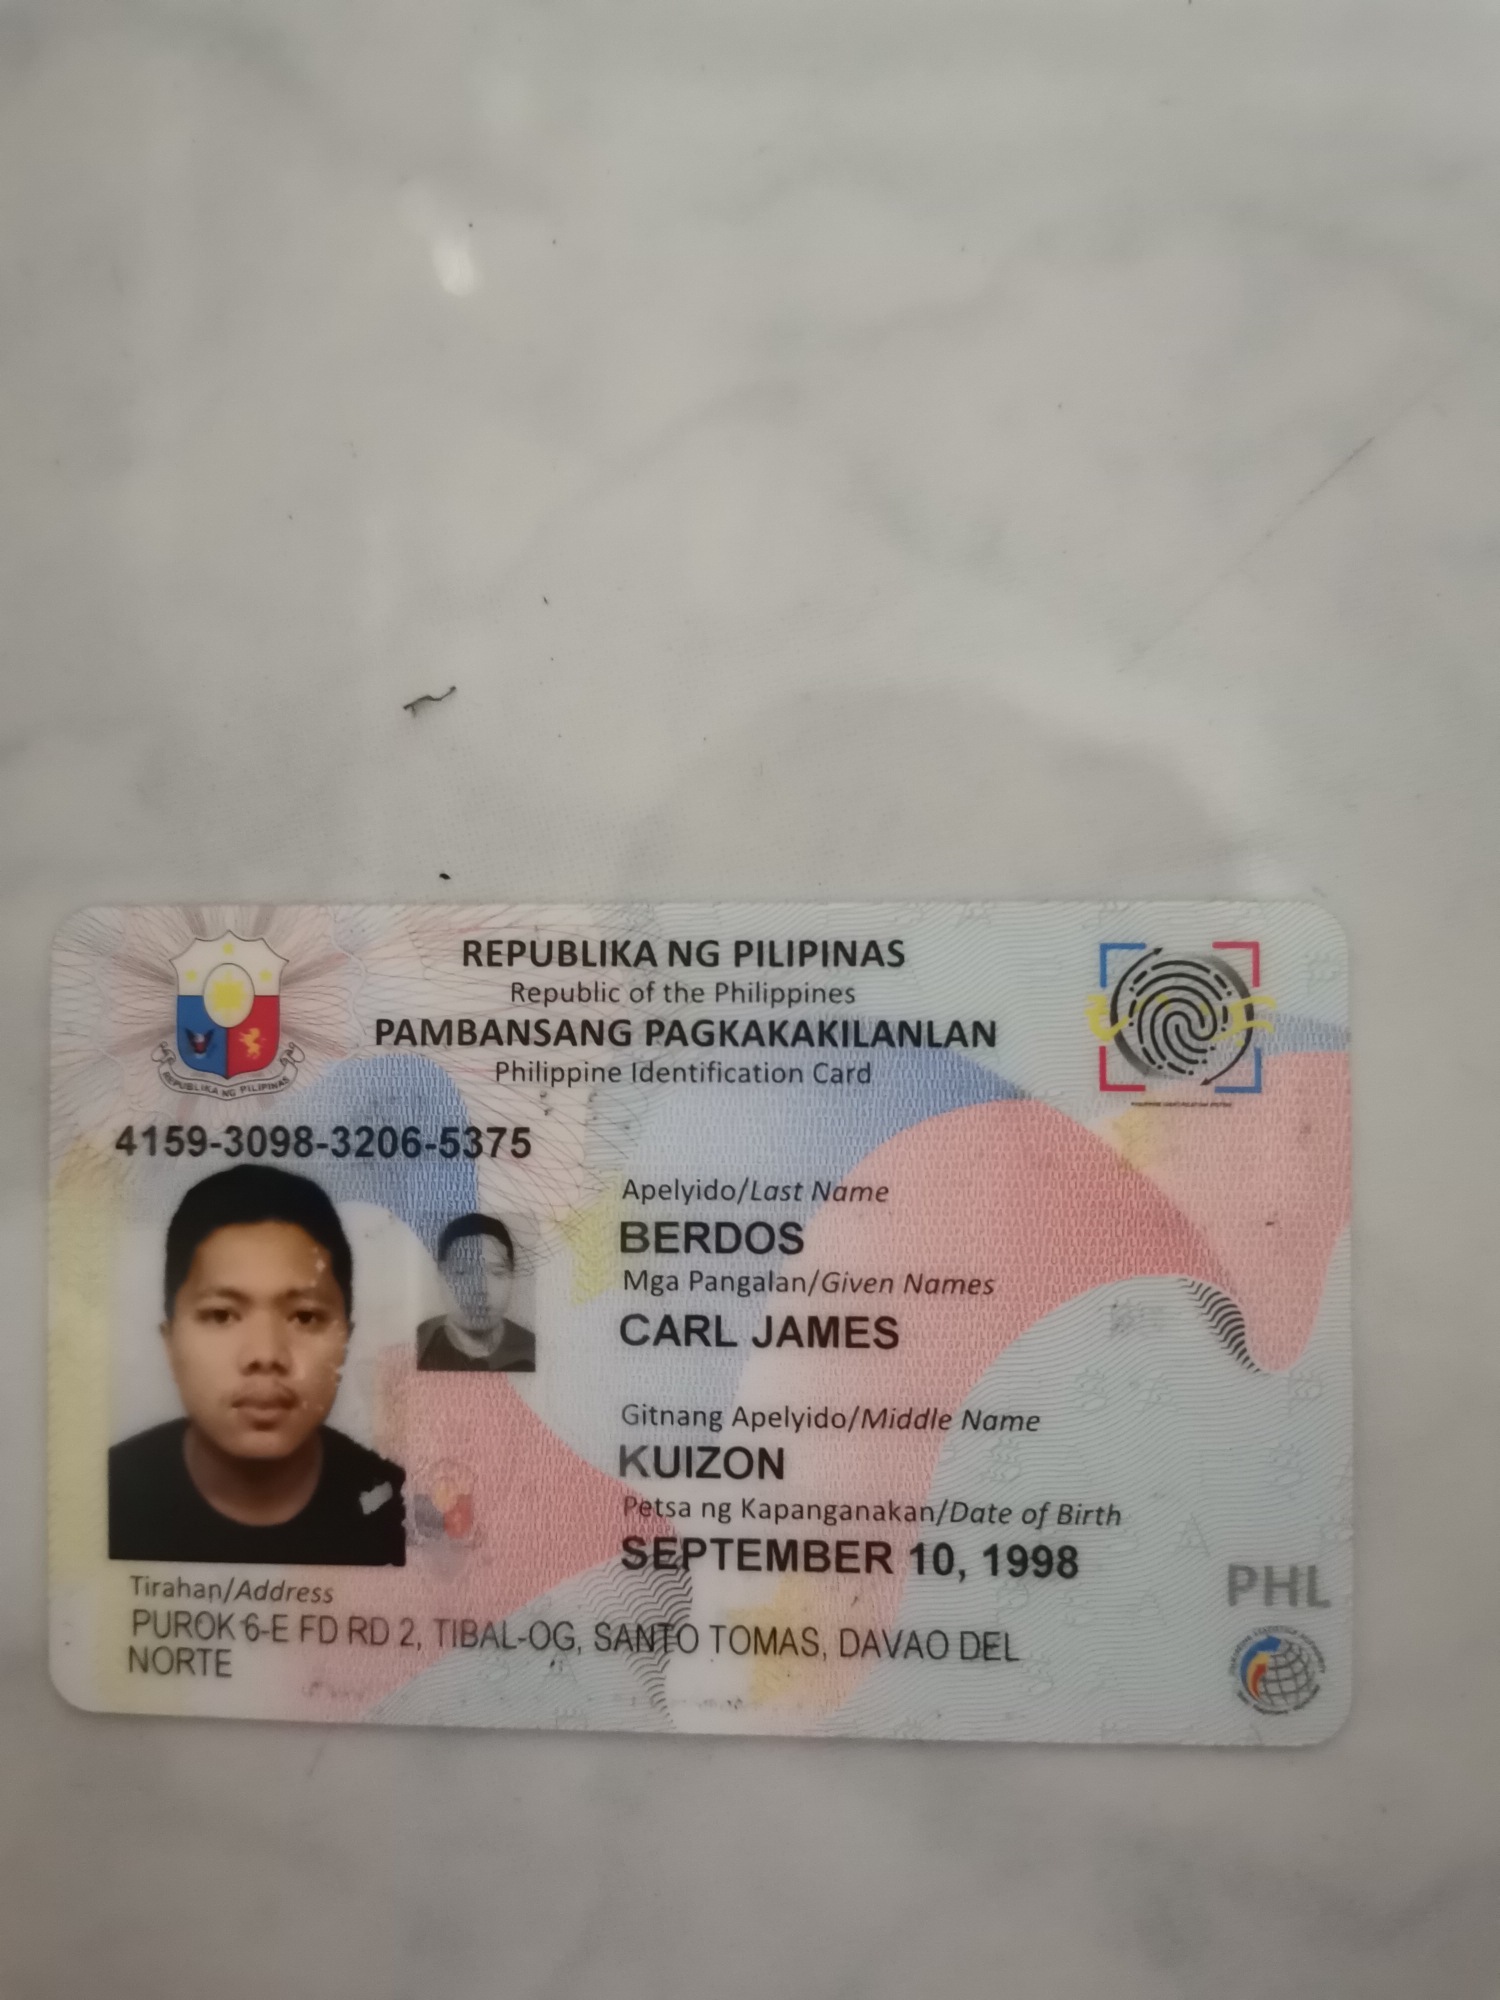 REPUBLIKA NG PILIPINAS
Republic of the Philippines
PAMBANSANG PAGKAKAKILANLAN
Philippine Identification Card
REPUBLIKA NG PILIPINAS
4159-3098-3206-5375
Apelyido/Last Name
BERDOS
Mga Pangalan/Given Names
CARL JAMES
Gitnang Apelyido/Middle Name
KUIZON
Petsa ng Kapanganakan/Date of Birth
SEPTEMBER 10, 1998
Tirahan/Address
PUROK 6-E FD RD 2, TIBAL-OG, SANTO TOMAS, DAVAO DEL
NORTE
PHL